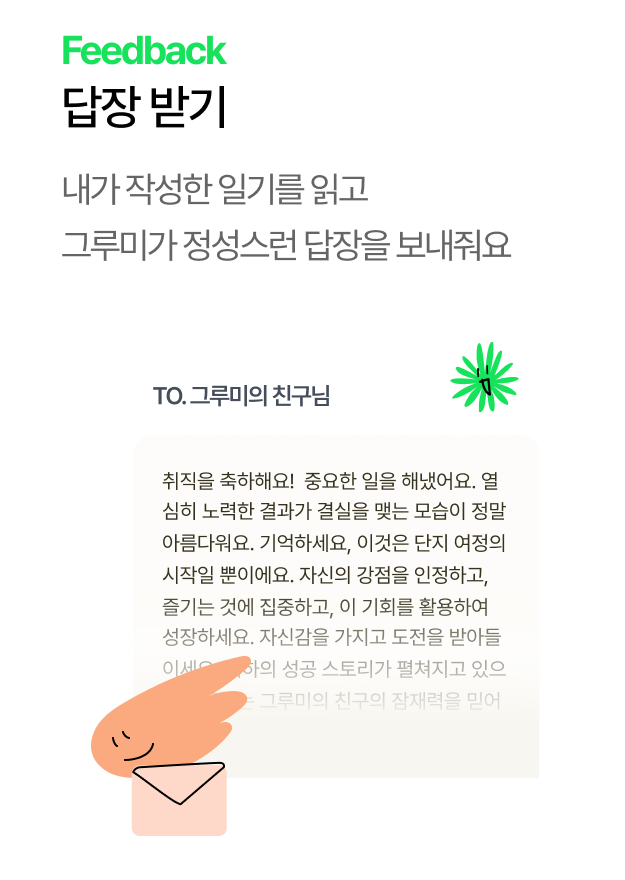 Feedback
답장 받기
내가 작성한 일기를 읽고
그루미가 정성스런 답장을 보내줘요
TO. 그루미의 친구님
취직을 축하해요! 중요한 일을 해냈어요. 열
심히 노력한 결과가 결실을 맺는 모습이 정말
아름다워요. 기억하세요, 이것은 단지 여정의
시작일 뿐이에요. 자신의 강점을 인정하고,
즐기는 것에 집중하고, 이 기회를 활용하여
성장하세요. 자신감을 가지고 도전을 받아들
성공 스토리가 펼쳐지고 있으
그루미의 친구의 잠재력을 믿어